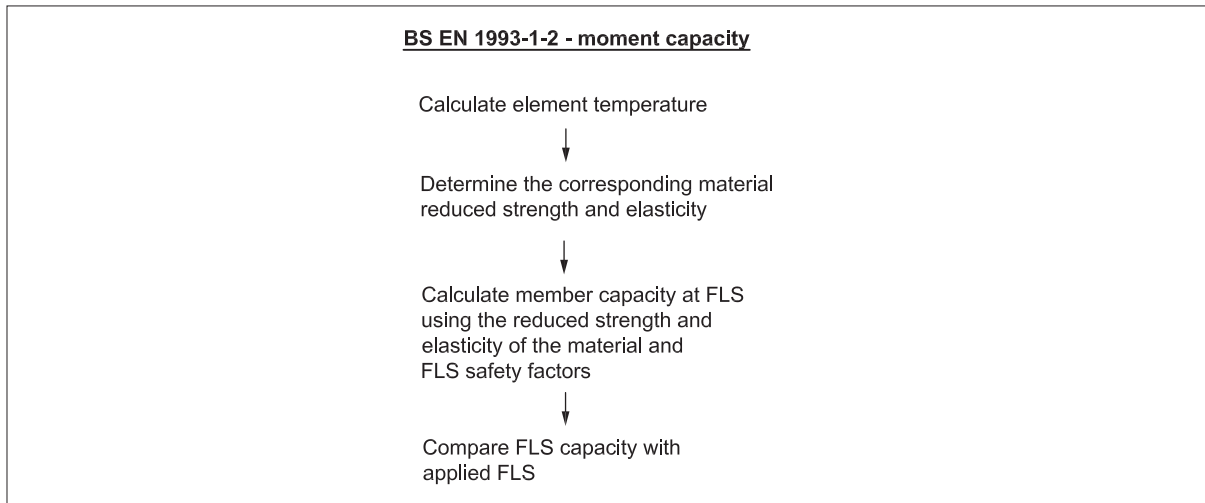 BS EN 1993-1-2 - moment capacity
Calculate element temperature
Determine the corresponding material
reduced strength and elasticity
Calculate member capacity at FLS
using the reduced strength and
elasticity of the material and
FLS safety factors
Compare FLS capacity with
applied FLS